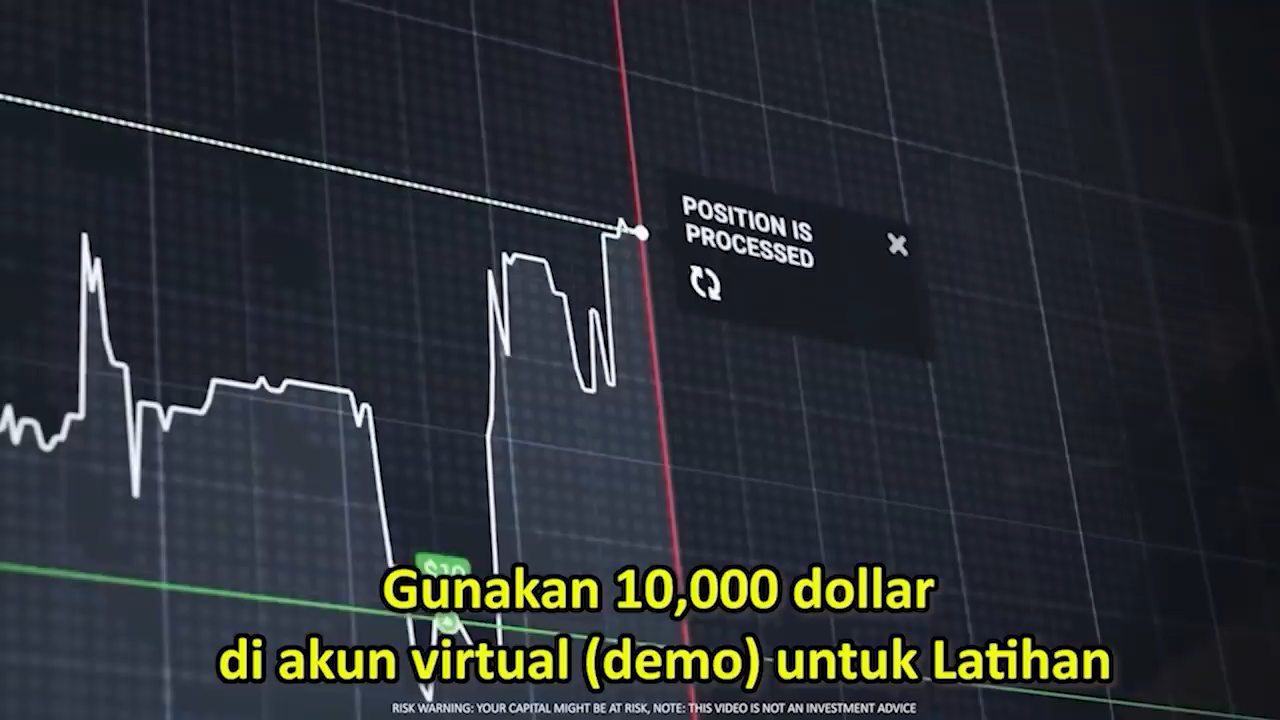 POSITION IS
PROCESSED
$10
Gunakan 10,000 dollar
di akun virtual (demo) untuk Latihan
RISK WARNING: YOUR CAPITAL MIGHT BE AT RISK, NOTE: THIS VIDEO IS NOT AN INVESTMENT ADVICE